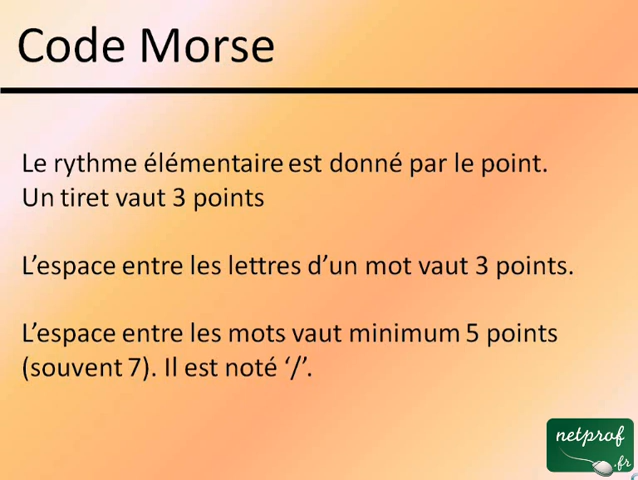 Code Morse
Le rythme élémentaire est donné par le point.
Un tiret vaut 3 points
L’espace entre les lettres d’un mot vaut 3 points.
L’espace entre les mots vaut minimum 5 points
(souvent 7). Il est noté ‘/’.
netprof
.fr